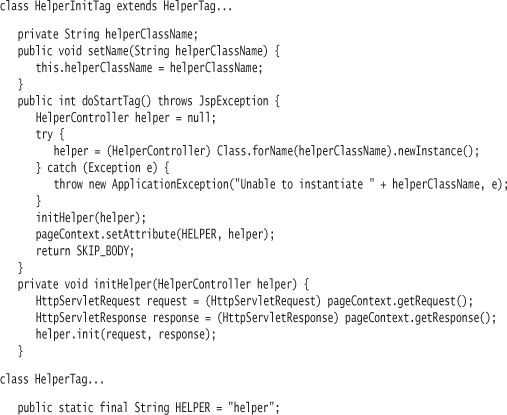 class HelperInitTag extends HelperTag...
private String helperClassName;
public void setName(String helperClassName) {
this.helperClassName = helperClassName;
}
public int doStartTag() throws JspException {
HelperController helper = null;
try {
helper = (HelperController) Class.forName(helperClassName).newInstance();
} catch (Exception e) {
throw new ApplicationException("Unable to instantiate " + helperClassName, e);
}
initHelper(helper);
pageContext.setAttribute(HELPER, helper);
return SKIP_BODY;
}
private void initHelper(HelperController helper) {
HttpServletRequest request = (HttpServletRequest) pageContext.getRequest();
HttpServletResponse response = (HttpServletResponse) pageContext.getResponse();
helper.init(request, response);
}
class HelperTag...
public static final String HELPER = "helper";